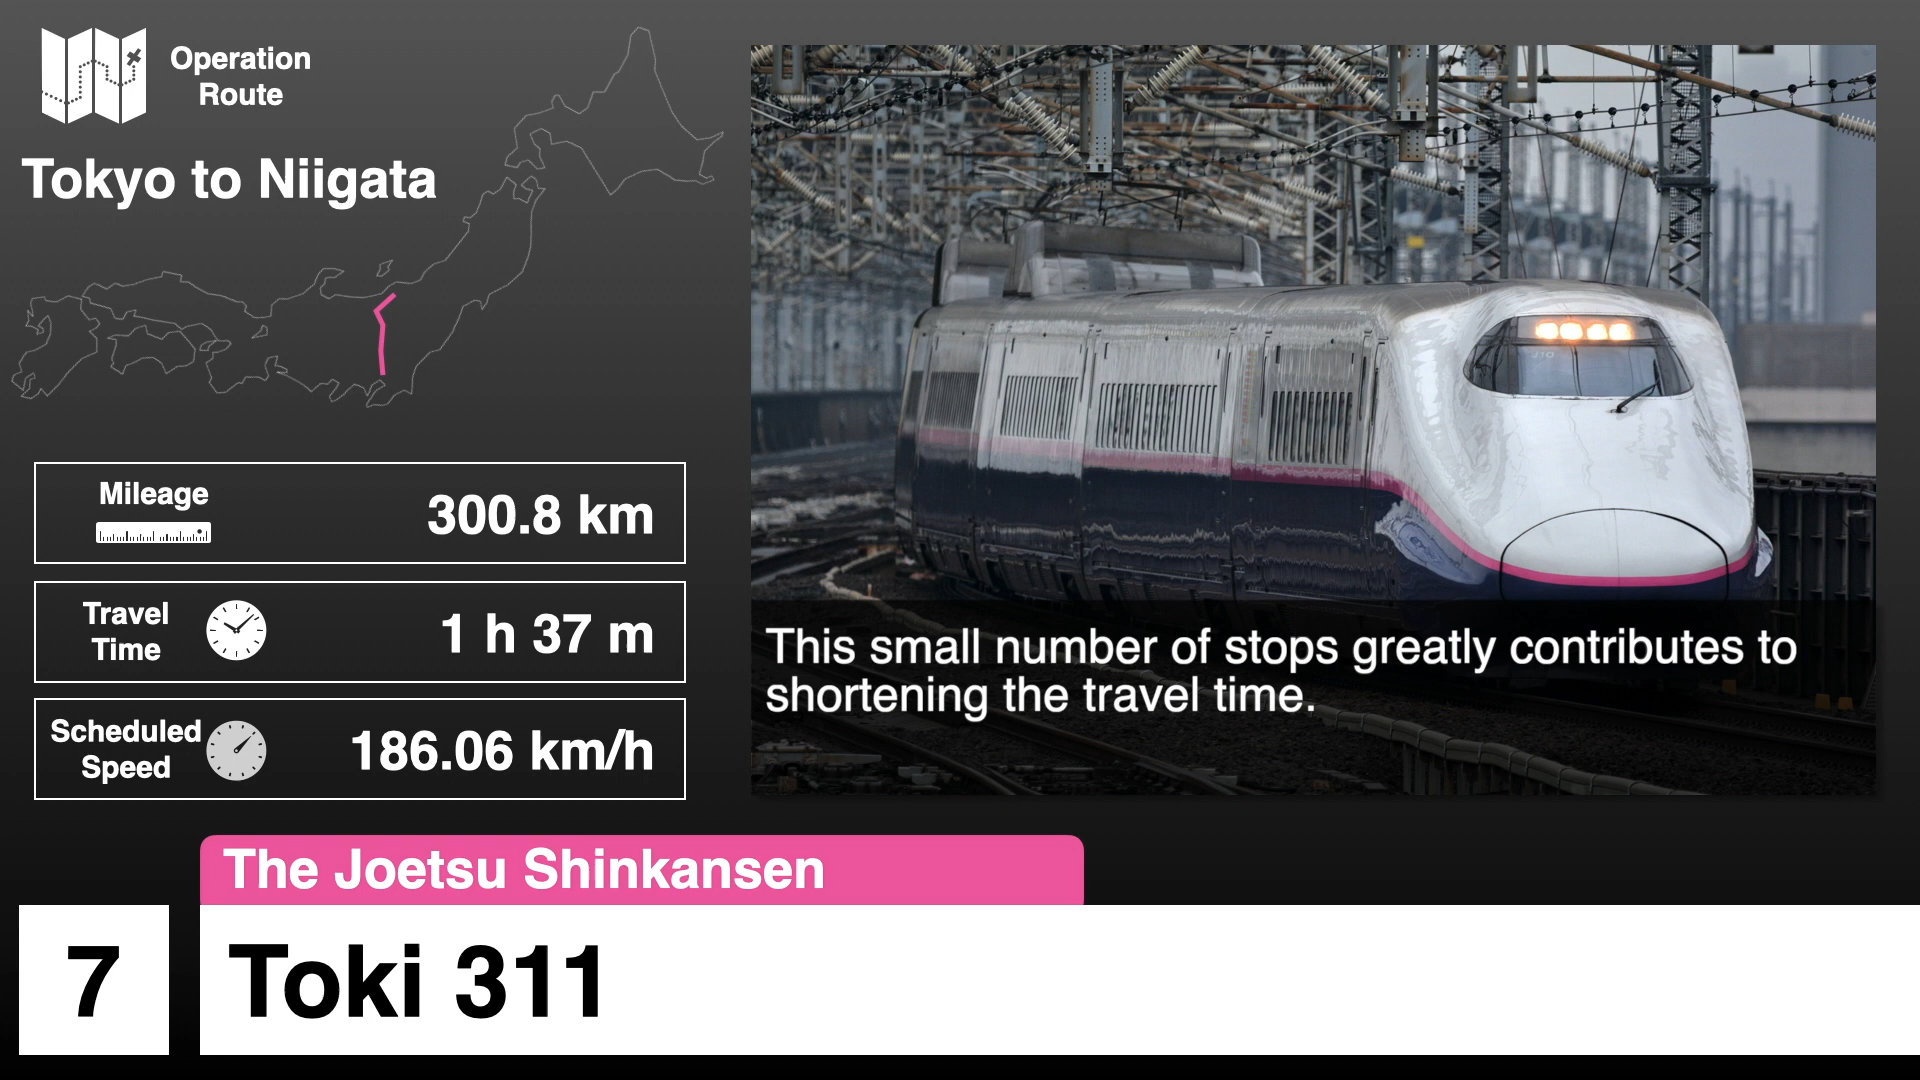 Operation
Route
Tokyo to Niigata
Mileage
300.8 km
Travel
Time
1 h 37 m
Scheduled
Speed
186.06 km/h
This small number of stops greatly contributes to
shortening the travel time.
The Joetsu Shinkansen
7
Toki 311